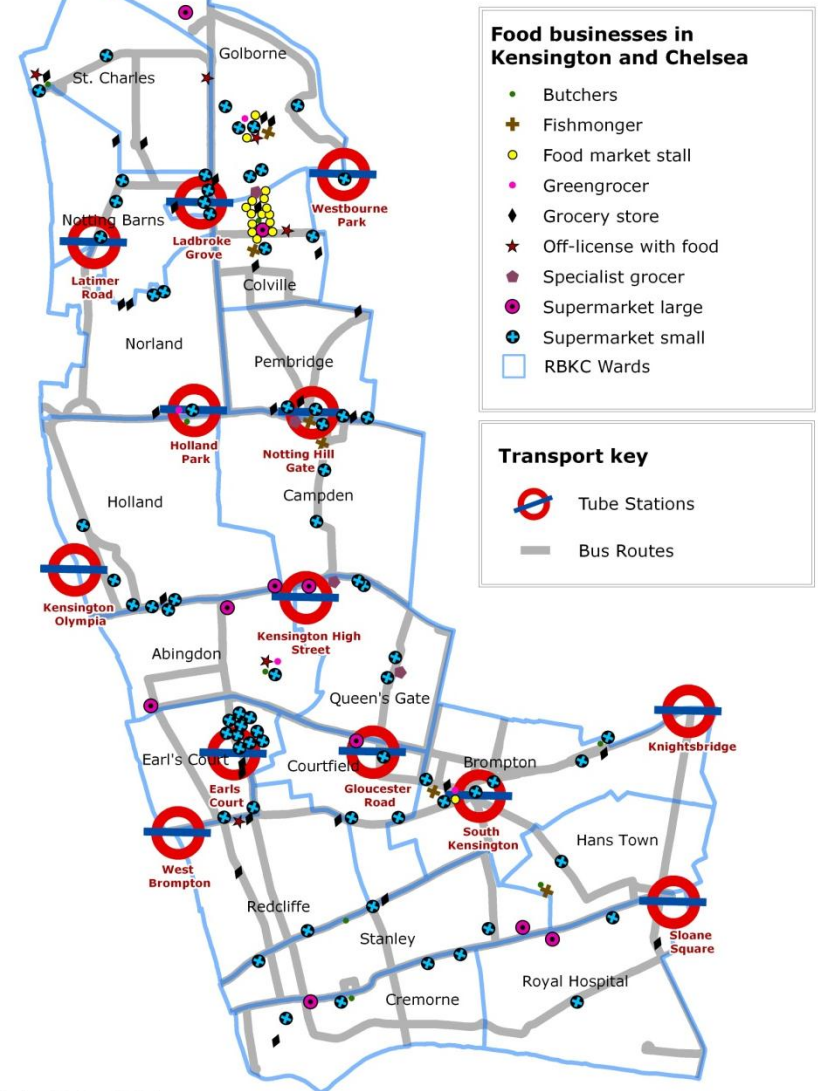 Golborne
St. Charles
Westbourne
Park
Notting Barns
Ladbroke
Grove
Latimer
Road
Colville
Norland
Pembridge
Holland
Park
Notting Hill
Gate
Holland
Campden
Kensington
Olympia
Kensington High
Street
Abingdon
Queen's Gate
Knightsbridge
Earl's Court
Courtfield
Brompton
Earls
Court
Gloucester
Road
South
Kensington
Hans Town
West
Brompton
Redcliffe
Stanley
Sloane
Square
Royal Hospital
Cremorne
Food businesses in
Kensington and Chelsea
Butchers
Fishmonger
Food market stall
Greengrocer
Grocery store
Off-license with food
Specialist grocer
Supermarket large
Supermarket small
RBKC Wards
Transport key
Tube Stations
Bus Routes